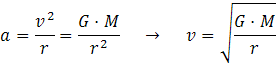 a = v²/r = G · M/r² → v = √(G · M/r)